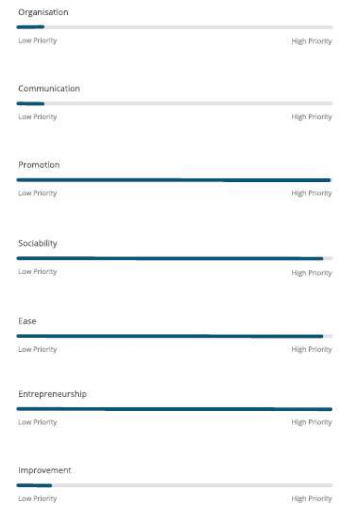 Organisation
Low Priority High Priority
Communication
Low Priority High Priority
Promotion
Low Priority High Priority
Sociability
Low Priority High Priority
Ease
Low Priority High Priority
Entrepreneurship
Low Priority High Priority
Improvement
Low Priority High Priority